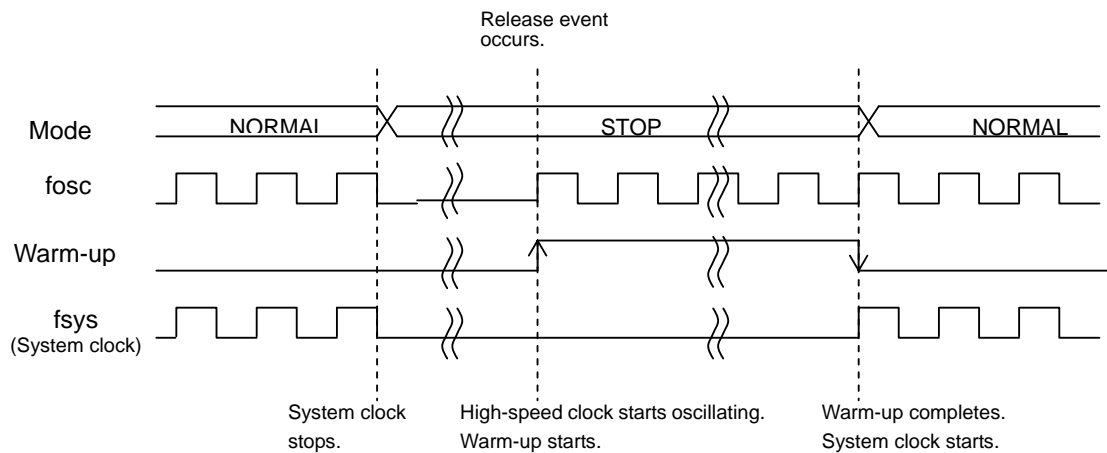 Release event
occurs.
Mode
NORMAL
STOP
NORMAL
fosc
Warm-up
fsys
(System clock)
System clock
stops.
High-speed clock starts oscillating.
Warm-up starts.
Warm-up completes.
System clock starts.